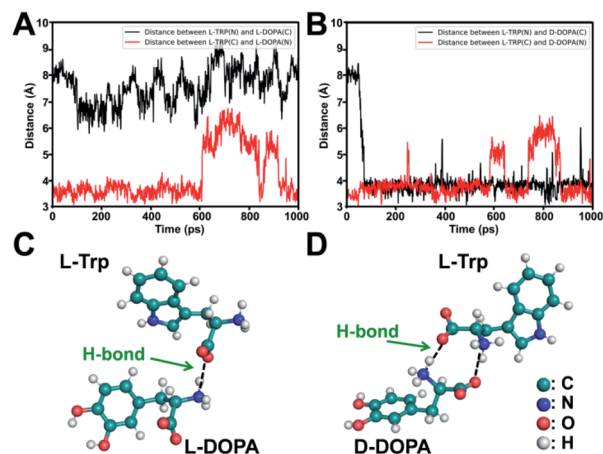 A
Distance between L-TRP(N) and L-DOPA(C)
Distance between L-TRP(C) and L-DOPA(N)
10
9
8
7
6
5
4
3
Distance (Å)
0 200 400 600 800 1000
Time (ps)
B
Distance between L-TRP(N) and D-DOPA(C)
Distance between L-TRP(C) and D-DOPA(N)
10
9
8
7
6
5
4
3
Distance (Å)
0 200 400 600 800 1000
Time (ps)
C
L-Trp
H-bond
L-DOPA
D
L-Trp
H-bond
D-DOPA
: C
: N
: O
: H